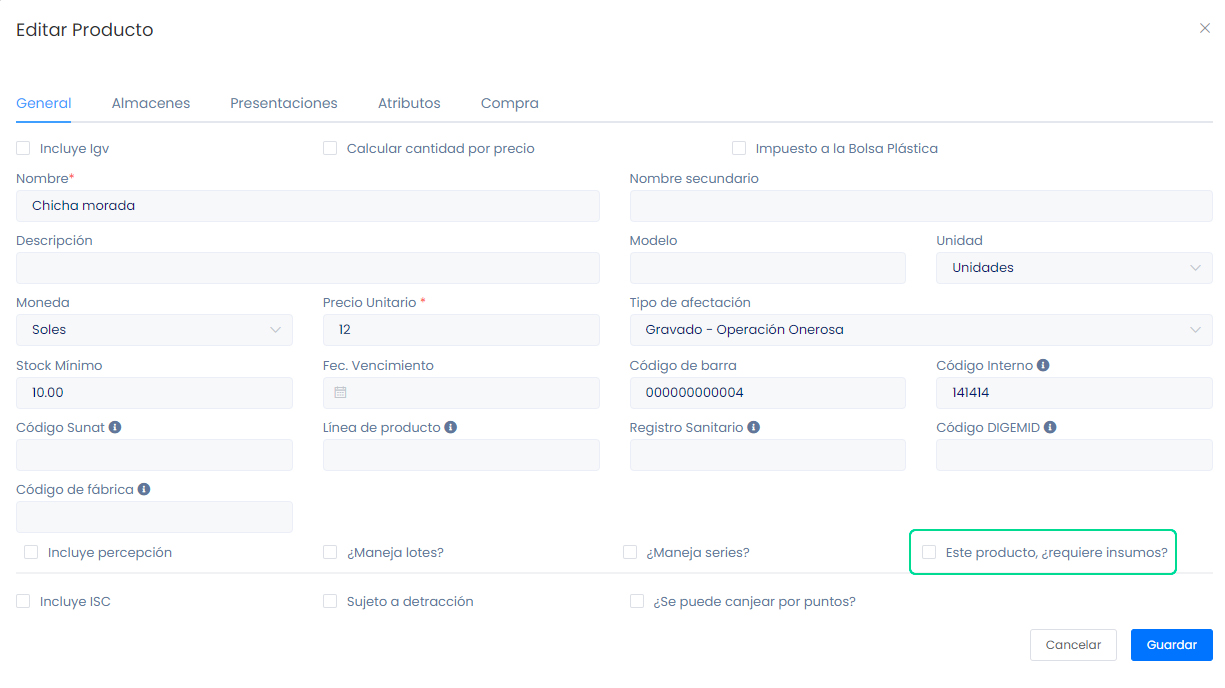 Editar Producto
General Almacenes Presentaciones Atributos Compra
Incluye Igv Calcular cantidad por precio Impuesto a la Bolsa Plástica
Nombre* Nombre secundario
Chicha morada
Descripción Modelo Unidad
Unidades
Moneda Precio Unitario * Tipo de afectación
Soles 12 Gravado - Operación Onerosa
Stock Mínimo Fec. Vencimiento Código de barra Código Interno
10.00 000000000004 141414
Código Sunat Línea de producto Registro Sanitario Código DIGEMID
Código de fábrica
Incluye percepción ¿Maneja lotes? ¿Maneja series? Este producto, ¿requiere insumos?
Incluye ISC Sujeto a detracción ¿Se puede canjear por puntos?
Cancelar Guardar